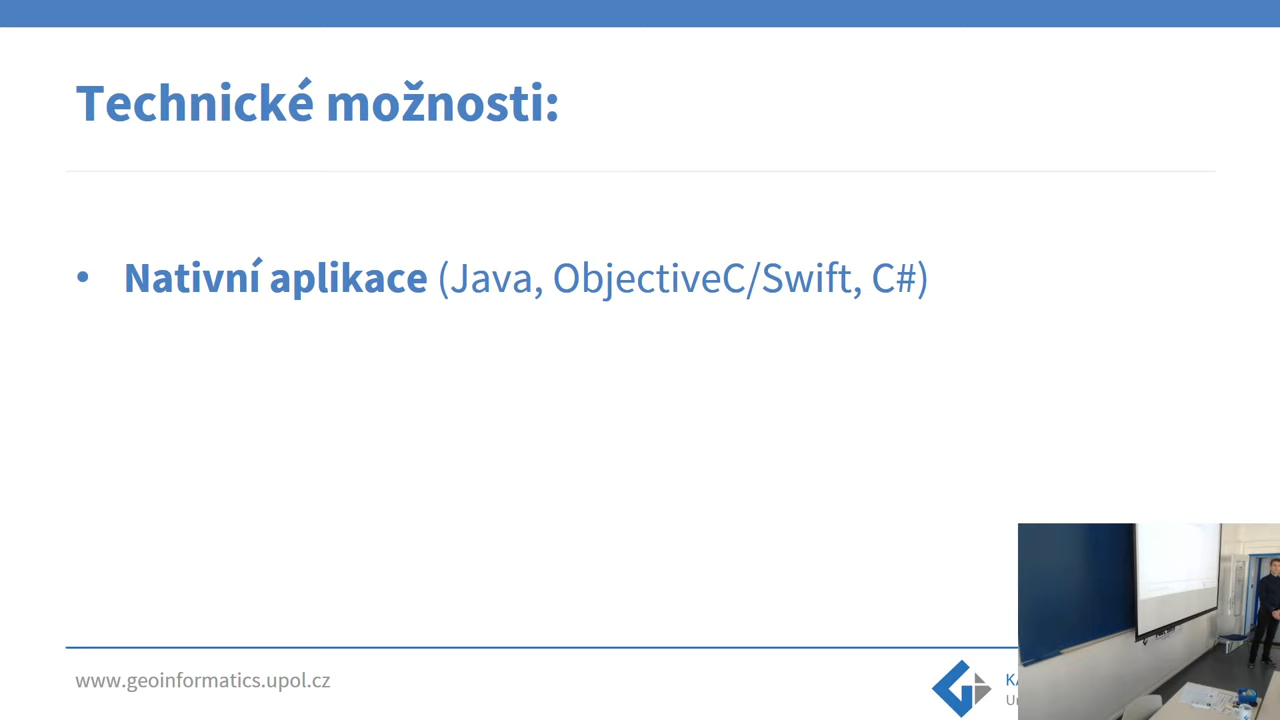 Technické možnosti:
• Nativní aplikace (Java, ObjectiveC/Swift, C#)
www.geoinformatics.upol.cz